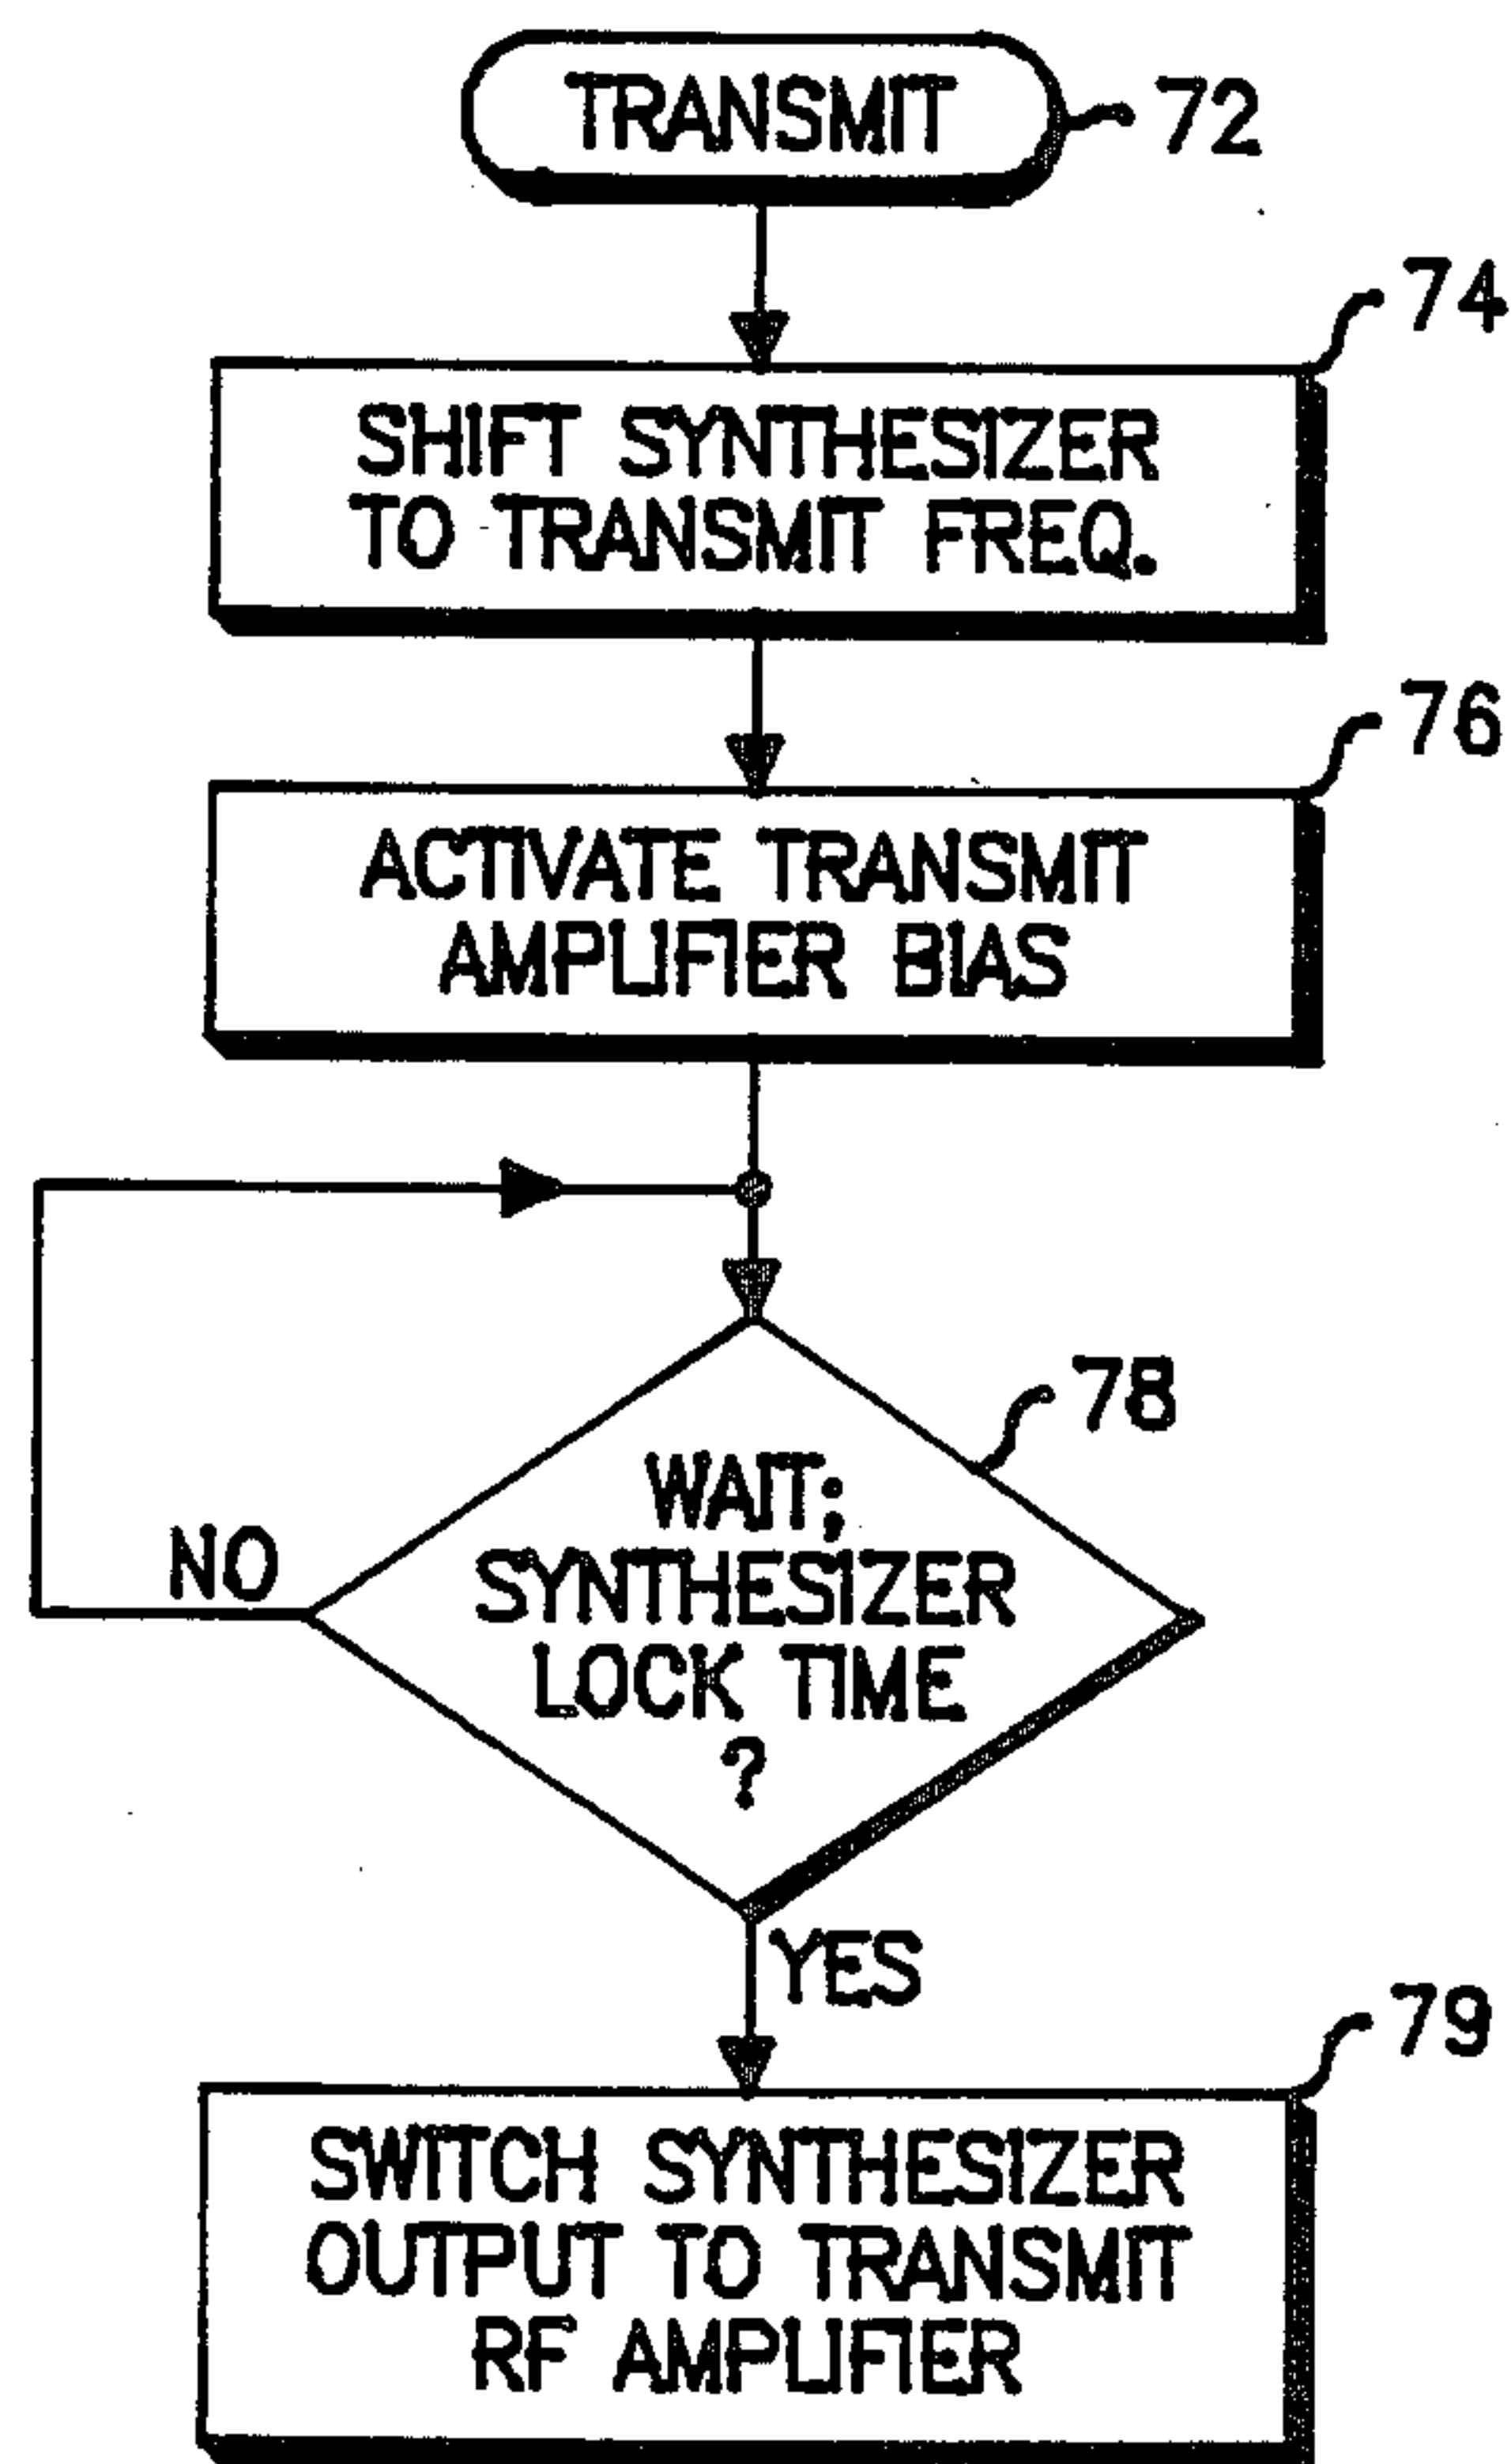 TRANSMIT
72
74
SHIFT SYNTHESIZER
TO TRANSMIT FREQ.
76
ACTIVATE TRANSMIT
AMPLIFIER BIAS
78
WAIT;
SYNTHESIZER
LOCK TIME
?
NO
YES
79
SWITCH SYNTHESIZER
OUTPUT TO TRANSMIT
RF AMPLIFIER